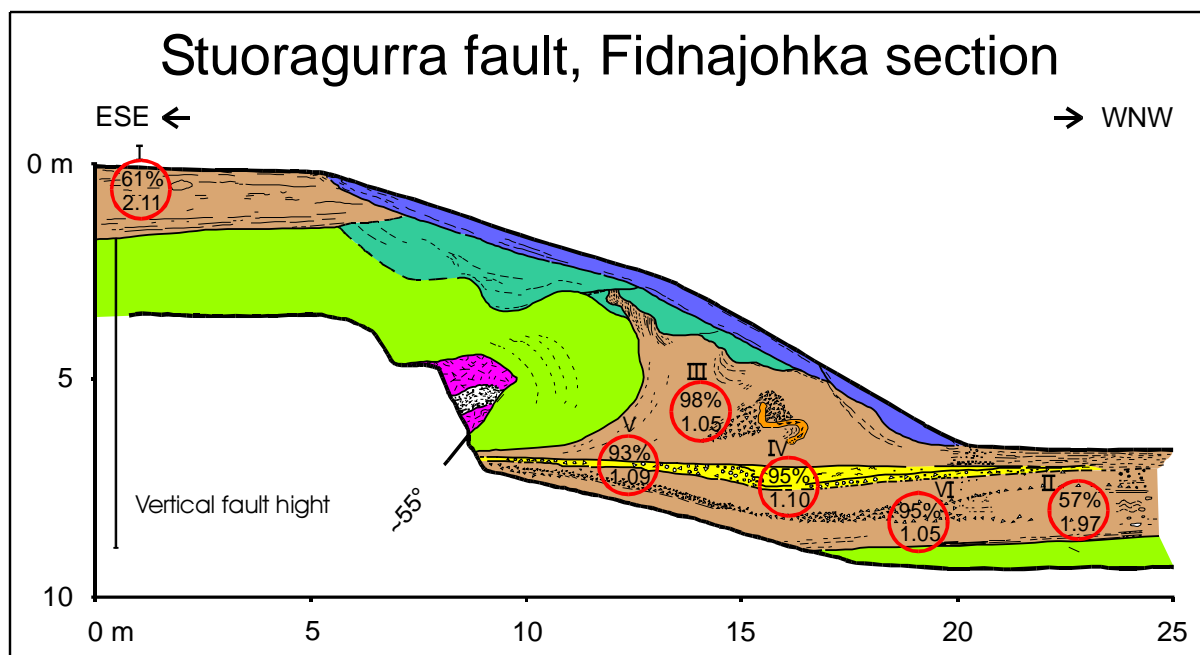 Stuoragurra fault, Fidnajohka section
ESE ← → WNW
0 m
I
61%
2.11
5
III
98%
1.05
V
93%
1.09
IV
95%
1.10
VI
95%
1.05
II
57%
1.97
Vertical fault hight
~55°
10
0 m 5 10 15 20 25